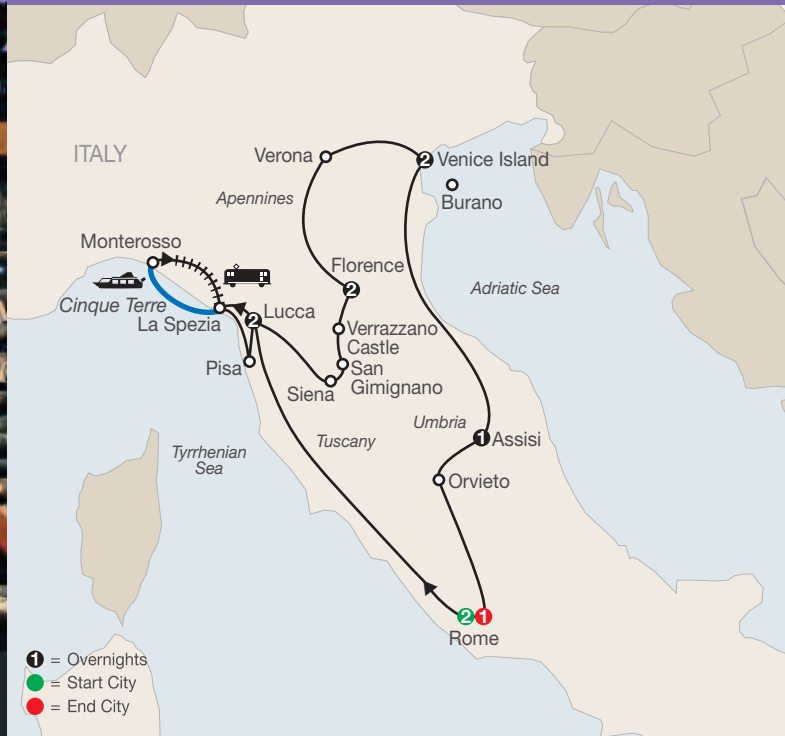 ITALY
Verona
2 Venice Island
Burano
Apennines
Monterosso
Florence
2
Adriatic Sea
Cinque Terre
La Spezia
2 Lucca
Verrazzano
Castle
Pisa
San
Gimignano
Siena
Umbria
Tuscany
1 Assisi
Tyrrhenian
Sea
Orvieto
2 1
Rome
1 = Overnights
= Start City
= End City